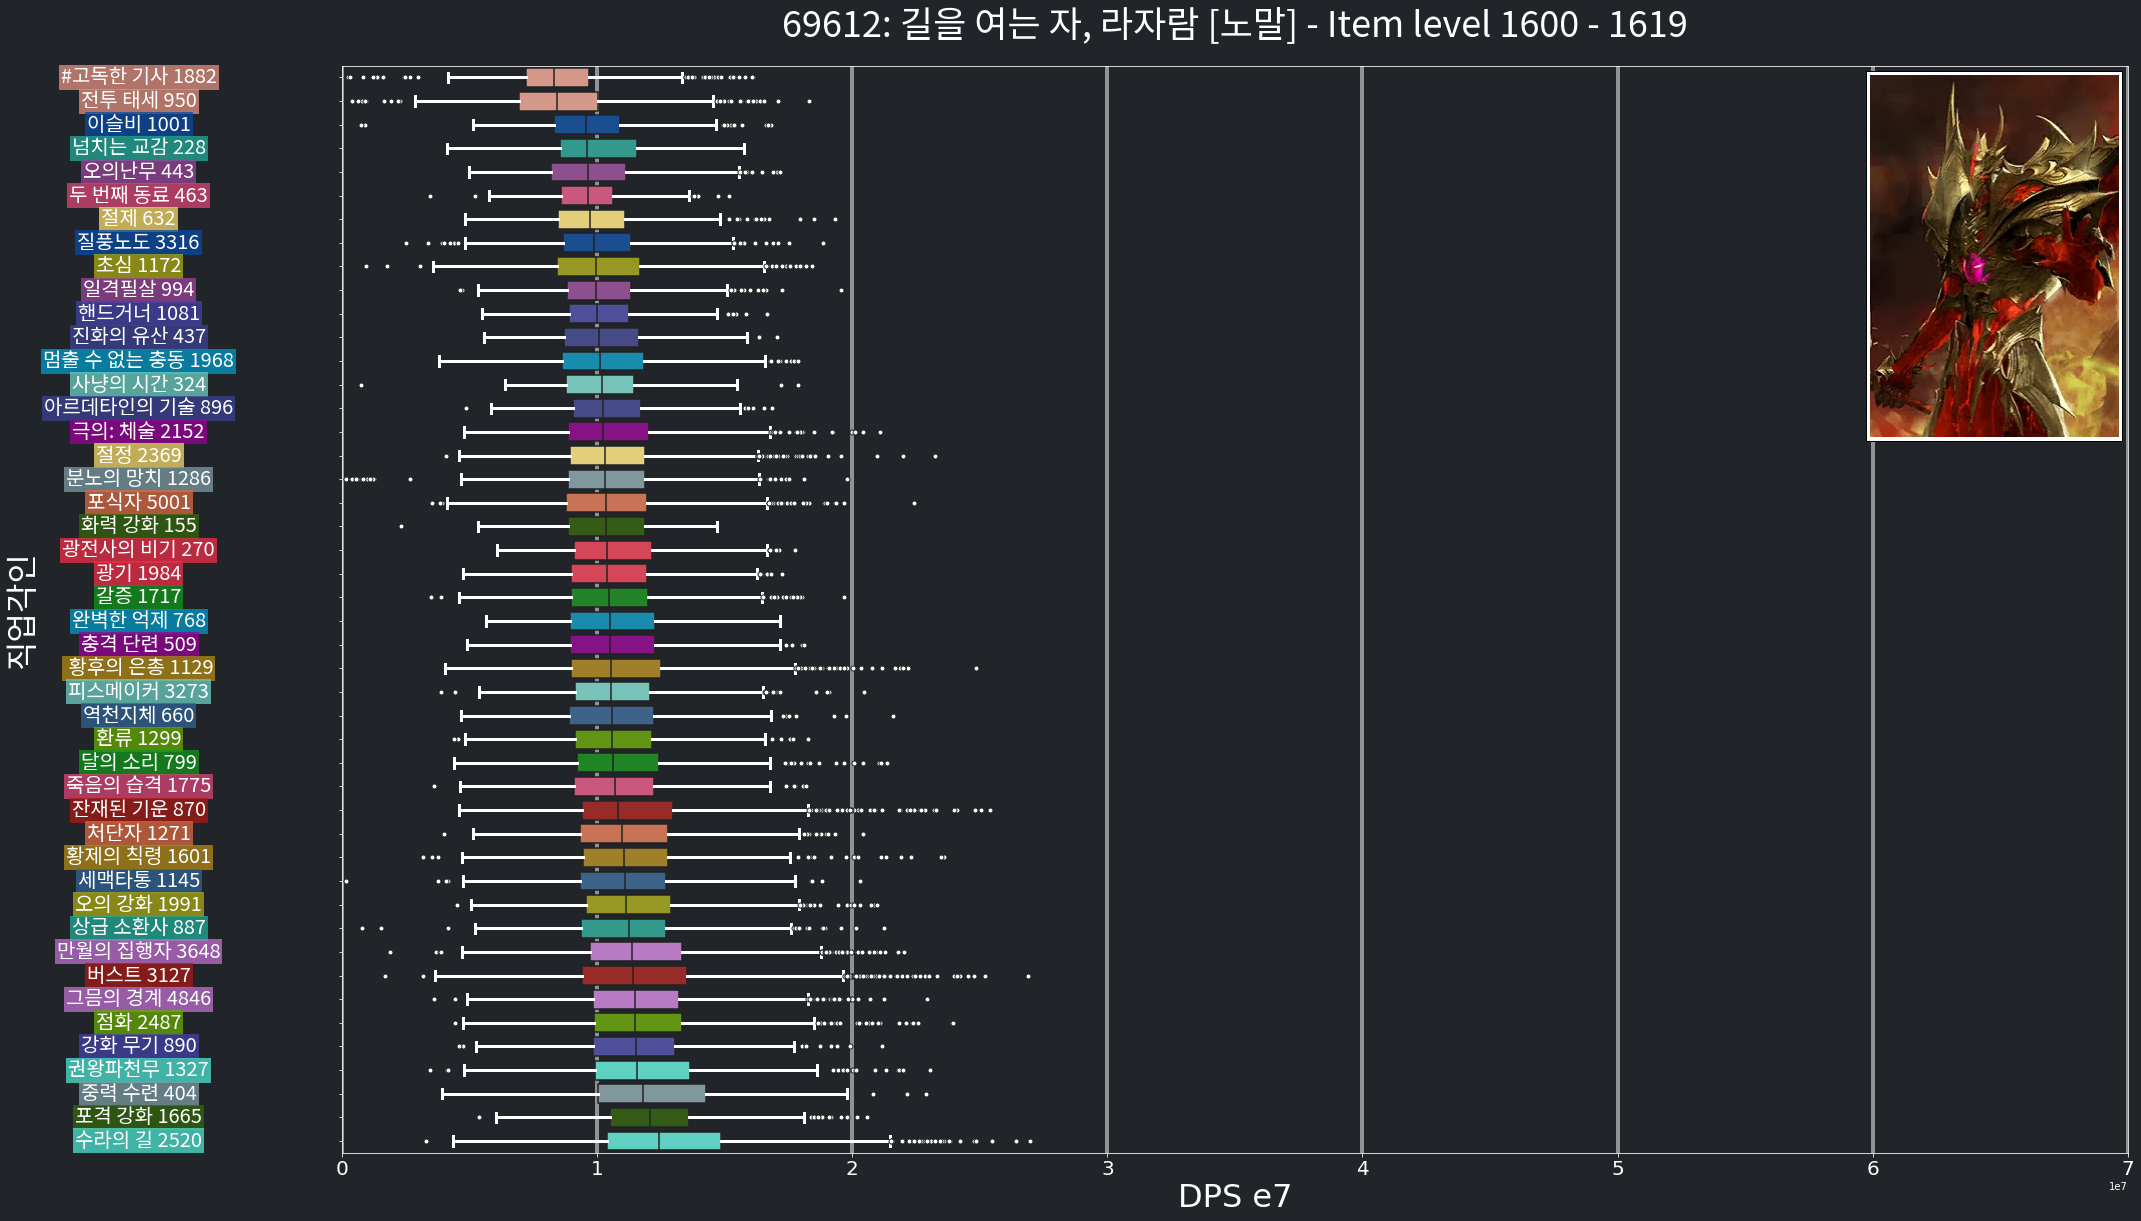 69612: 길을 여는 자, 라자람 [노말] - Item level 1600 - 1619
직업각인
#고독한 기사 1882
전투 태세 950
이슬비 1001
넘치는 교감 228
오의난무 443
두 번째 동료 463
절제 632
질풍노도 3316
초심 1172
일격필살 994
핸드거너 1081
진화의 유산 437
멈출 수 없는 충동 1968
사냥의 시간 324
아르데타인의 기술 896
극의: 체술 2152
절정 2369
분노의 망치 1286
포식자 5001
화력 강화 155
광전사의 비기 270
광기 1984
갈증 1717
완벽한 억제 768
충격 단련 509
황후의 은총 1129
피스메이커 3273
역천지체 660
환류 1299
달의 소리 799
죽음의 습격 1775
잔재된 기운 870
처단자 1271
황제의 칙령 1601
세맥타통 1145
오의 강화 1991
상급 소환사 887
만월의 집행자 3648
버스트 3127
그믐의 경계 4846
점화 2487
강화 무기 890
권왕파천무 1327
중력 수련 404
포격 강화 1665
수라의 길 2520
0 1 2 3 4 5 6 7
1e7
DPS e7